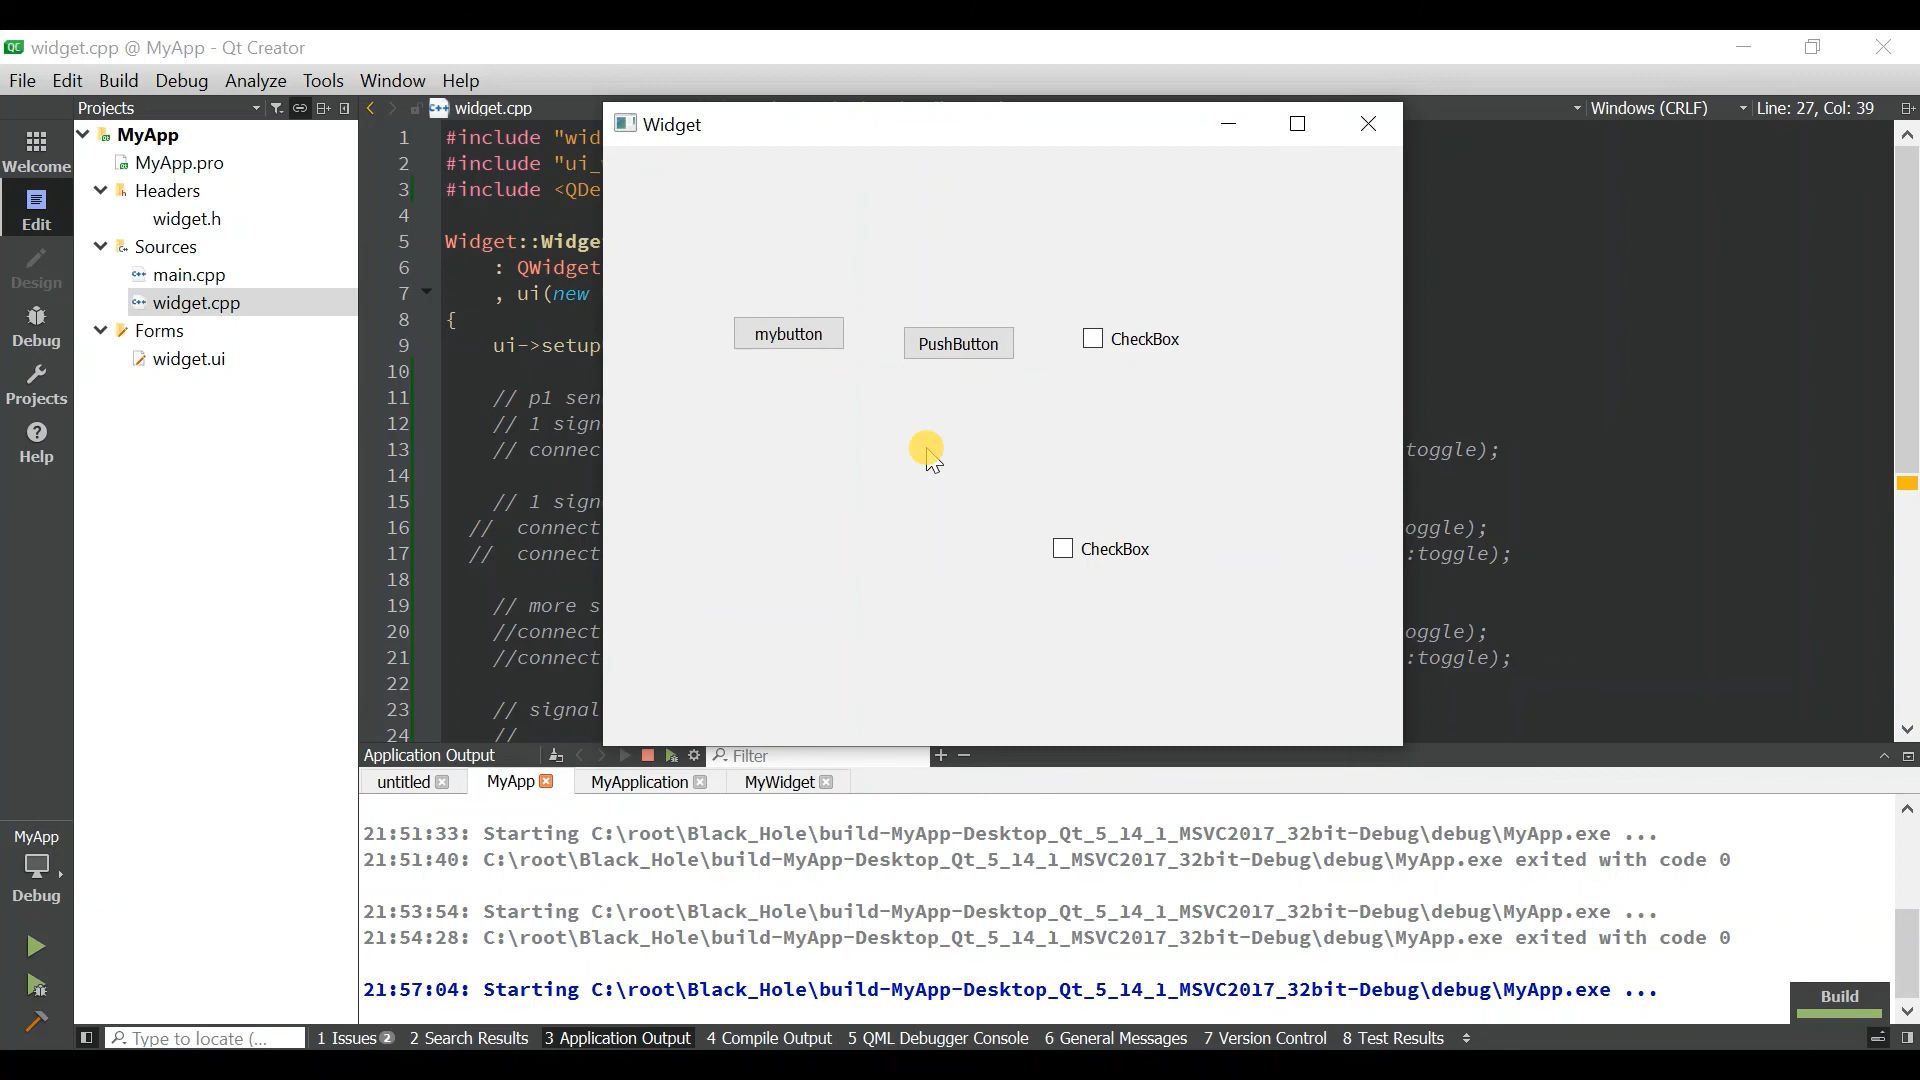 QC widget.cpp @ MyApp - Qt Creator
File Edit Build Debug Analyze Tools Window Help
Projects
widget.cpp
Windows (CRLF)
Line: 27, Col: 39
Welcome
Edit
Design
Debug
Projects
Help
MyApp
MyApp.pro
Headers
widget.h
Sources
main.cpp
widget.cpp
Forms
widget.ui
1 #include "wid
2 #include "ui_
3 #include <QDe
4
5 Widget::Widge
6 : QWidget
7 , ui(new
8 {
9 ui->setup
10
11 // p1 sen
12 // 1 sign
13 // connec toggle);
14
15 // 1 sign
16 // connect oggle);
17 // connect :toggle);
18
19 // more s
20 //connect oggle);
21 //connect :toggle);
22
23 // signal
24 //
Widget
mybutton
PushButton
CheckBox
CheckBox
Application Output
Filter
untitled MyApp MyApplication MyWidget
21:51:33: Starting C:\root\Black_Hole\build-MyApp-Desktop_Qt_5_14_1_MSVC2017_32bit-Debug\debug\MyApp.exe ...
21:51:40: C:\root\Black_Hole\build-MyApp-Desktop_Qt_5_14_1_MSVC2017_32bit-Debug\debug\MyApp.exe exited with code 0
21:53:54: Starting C:\root\Black_Hole\build-MyApp-Desktop_Qt_5_14_1_MSVC2017_32bit-Debug\debug\MyApp.exe ...
21:54:28: C:\root\Black_Hole\build-MyApp-Desktop_Qt_5_14_1_MSVC2017_32bit-Debug\debug\MyApp.exe exited with code 0
21:57:04: Starting C:\root\Black_Hole\build-MyApp-Desktop_Qt_5_14_1_MSVC2017_32bit-Debug\debug\MyApp.exe ...
MyApp
Debug
Build
Type to locate (...
1 Issues 2 2 Search Results 3 Application Output 4 Compile Output 5 QML Debugger Console 6 General Messages 7 Version Control 8 Test Results